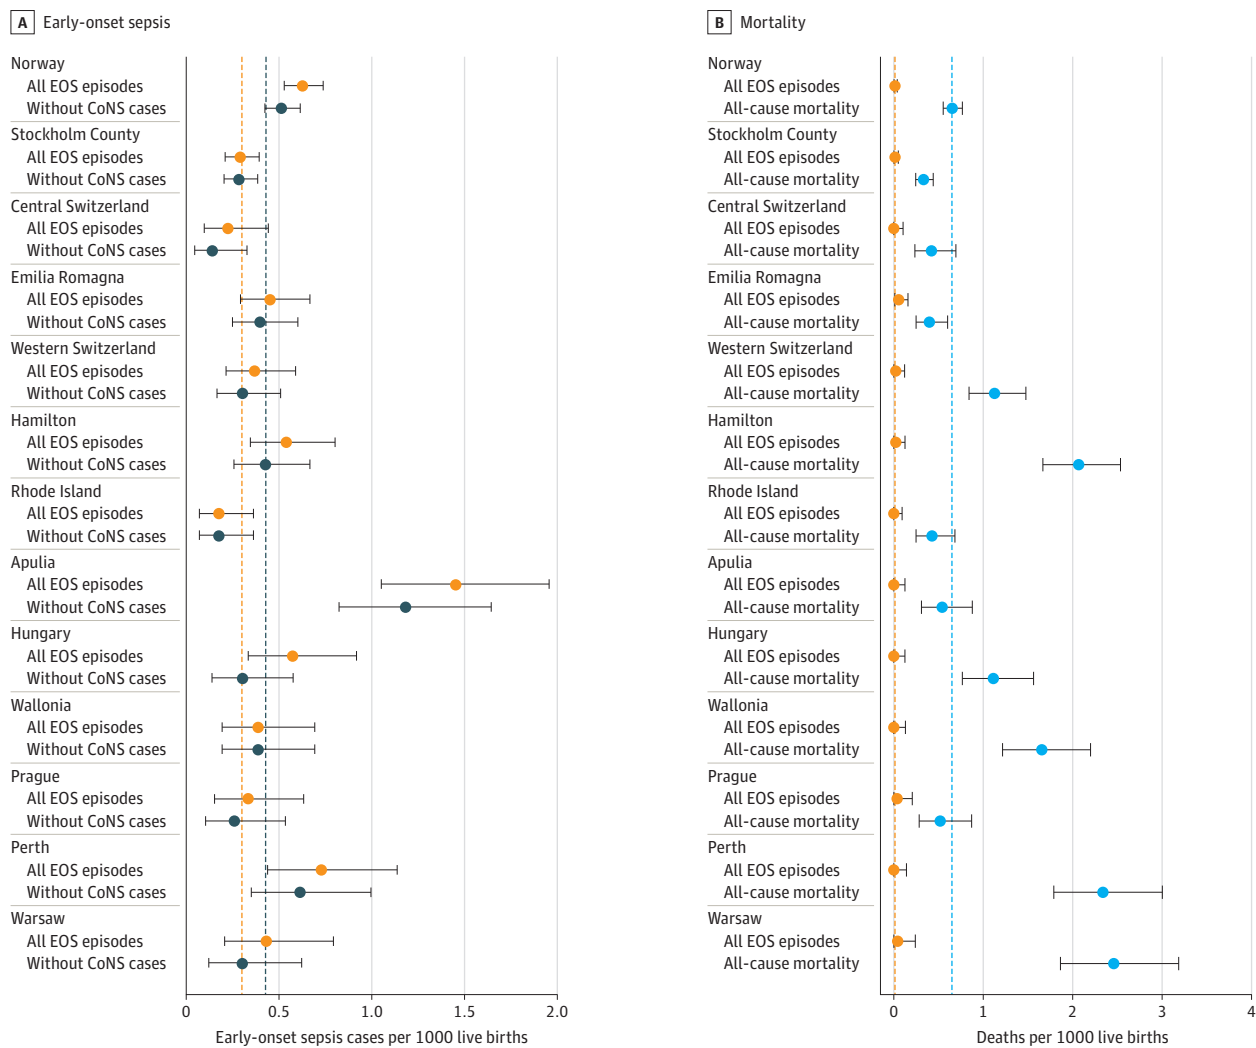 A Early-onset sepsis
Norway
All EOS episodes
Without CoNS cases
Stockholm County
All EOS episodes
Without CoNS cases
Central Switzerland
All EOS episodes
Without CoNS cases
Emilia Romagna
All EOS episodes
Without CoNS cases
Western Switzerland
All EOS episodes
Without CoNS cases
Hamilton
All EOS episodes
Without CoNS cases
Rhode Island
All EOS episodes
Without CoNS cases
Apulia
All EOS episodes
Without CoNS cases
Hungary
All EOS episodes
Without CoNS cases
Wallonia
All EOS episodes
Without CoNS cases
Prague
All EOS episodes
Without CoNS cases
Perth
All EOS episodes
Without CoNS cases
Warsaw
All EOS episodes
Without CoNS cases
0 0.5 1.0 1.5 2.0
Early-onset sepsis cases per 1000 live births
B Mortality
Norway
All EOS episodes
All-cause mortality
Stockholm County
All EOS episodes
All-cause mortality
Central Switzerland
All EOS episodes
All-cause mortality
Emilia Romagna
All EOS episodes
All-cause mortality
Western Switzerland
All EOS episodes
All-cause mortality
Hamilton
All EOS episodes
All-cause mortality
Rhode Island
All EOS episodes
All-cause mortality
Apulia
All EOS episodes
All-cause mortality
Hungary
All EOS episodes
All-cause mortality
Wallonia
All EOS episodes
All-cause mortality
Prague
All EOS episodes
All-cause mortality
Perth
All EOS episodes
All-cause mortality
Warsaw
All EOS episodes
All-cause mortality
0 1 2 3 4
Deaths per 1000 live births